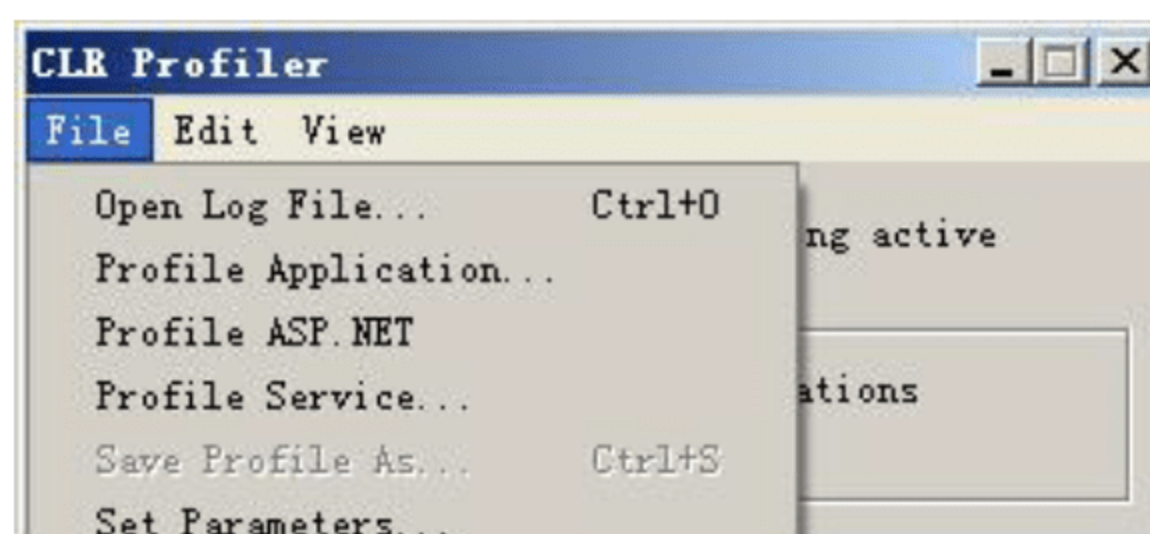 CLR Profiler
File Edit View
Open Log File... Ctrl+O
ng active
Profile Application...
Profile ASP.NET
Profile Service...
ations
Save Profile As... Ctrl+S
Set Parameters...